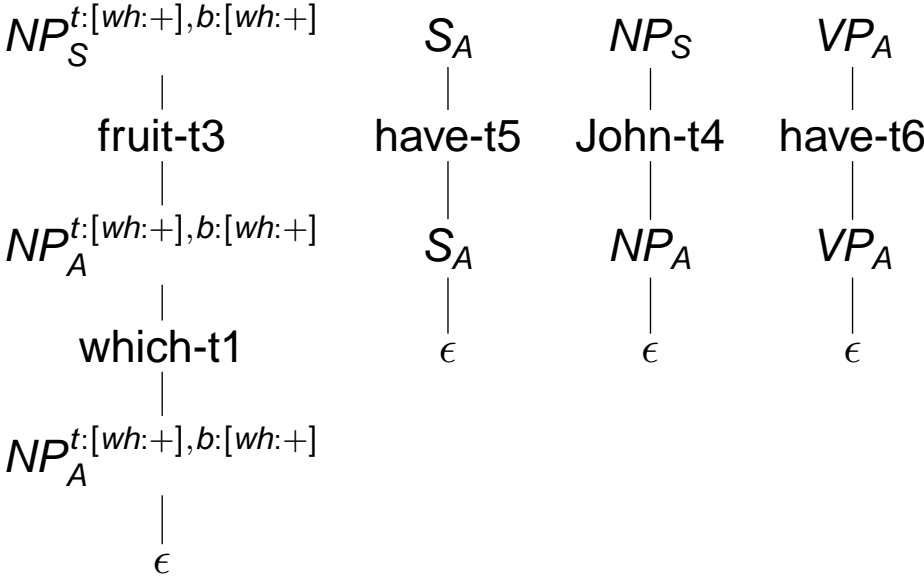 NP_S^{t:[wh:+],b:[wh:+]} S_A NP_S VP_A
fruit-t3 have-t5 John-t4 have-t6
NP_A^{t:[wh:+],b:[wh:+]} S_A NP_A VP_A
which-t1 ϵ ϵ ϵ
NP_A^{t:[wh:+],b:[wh:+]}
ϵ